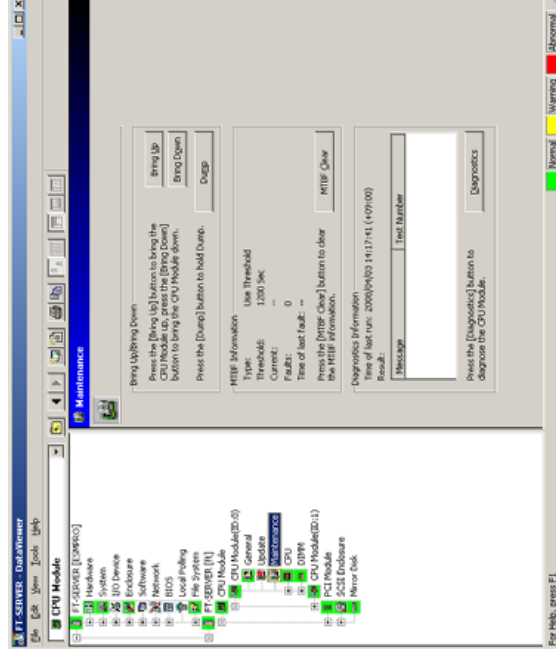 FT-SERVER - DataViewer
File Edit View Tools Help
CPU Module
FT-SERVER [ESMPRO]
Hardware
System
I/O Device
Enclosure
Software
Network
BIOS
Local Polling
File System
FT-SERVER [ft]
CPU Module
CPU Module(ID:0)
General
Update
Maintenance
CPU
DIMM
CPU Module(ID:1)
PCI Module
SCSI Enclosure
Mirror Disk
Maintenance
Bring Up/Bring Down
Press the [Bring Up] button to bring the
CPU Module up, press the [Bring Down]
button to bring the CPU Module down.
Bring Up
Bring Down
Press the [Dump] button to hold Dump.
Dump
MTBF Information
Type: Use Threshold
Threshold: 1200 Sec
Current: --
Faults: 0
Time of last fault: --
Press the [MTBF Clear] button to clear
the MTBF information.
MTBF Clear
Diagnostics Information
Time of last run: 2008/04/03 14:17:41 (+09:00)
Result:
Message Test Number
Press the [Diagnostics] button to
diagnose the CPU Module.
Diagnostics
For Help, press F1
Normal Warning Abnormal